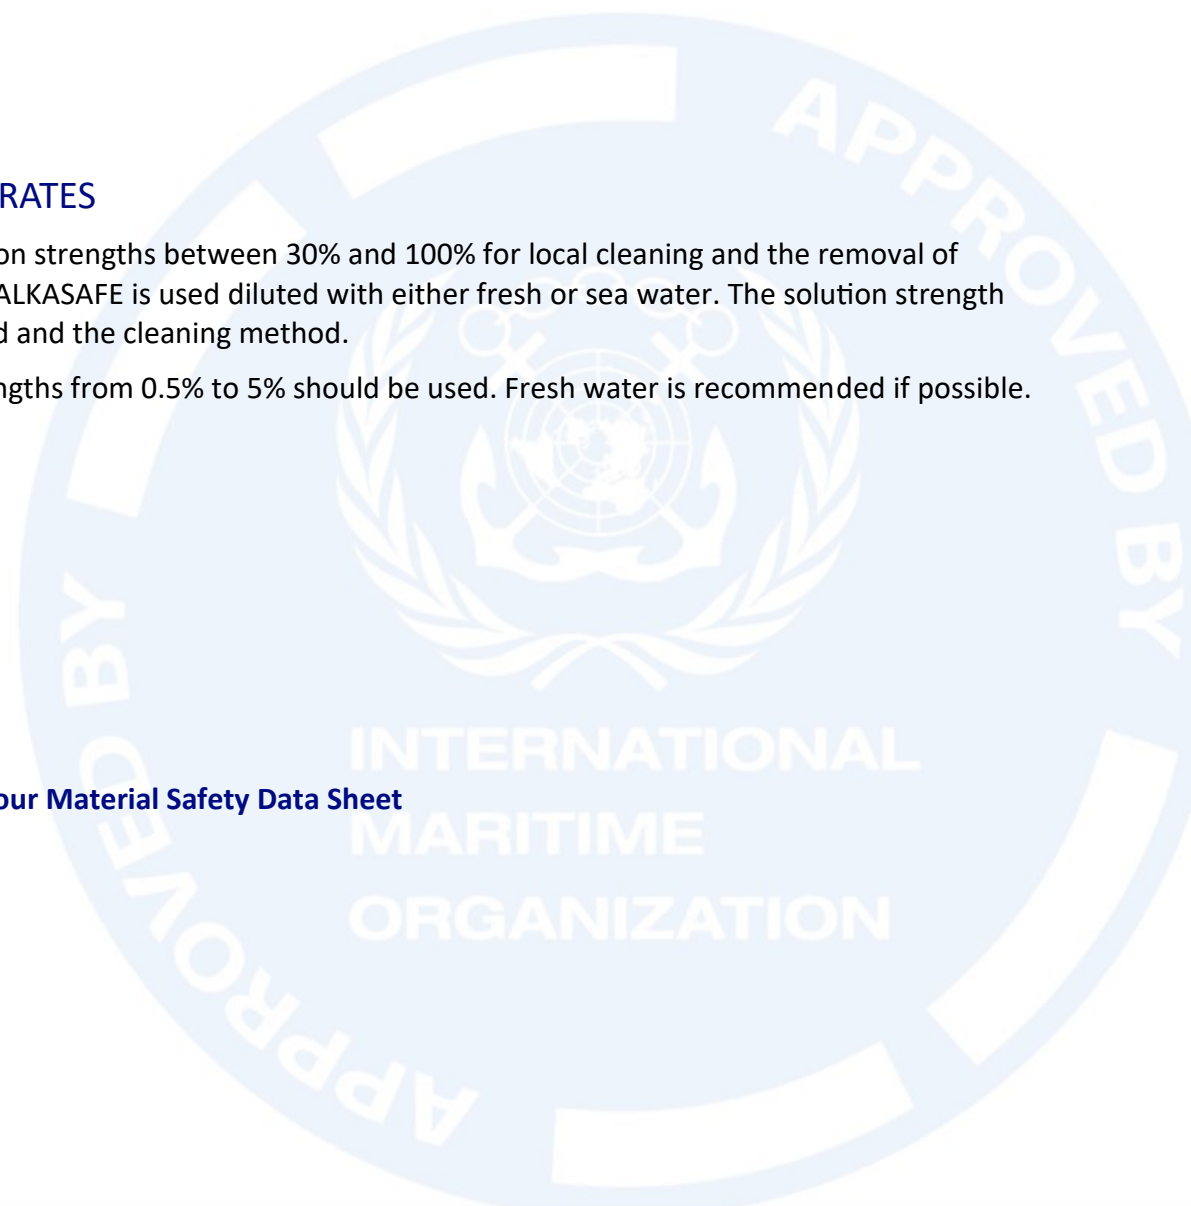 RATES
on strengths between 30% and 100% for local cleaning and the removal of
ALKASAFE is used diluted with either fresh or sea water. The solution strength
d and the cleaning method.
ngths from 0.5% to 5% should be used. Fresh water is recommended if possible.
our Material Safety Data Sheet
APPROVED BY
INTERNATIONAL
MARITIME
ORGANIZATION
APPROVED BY